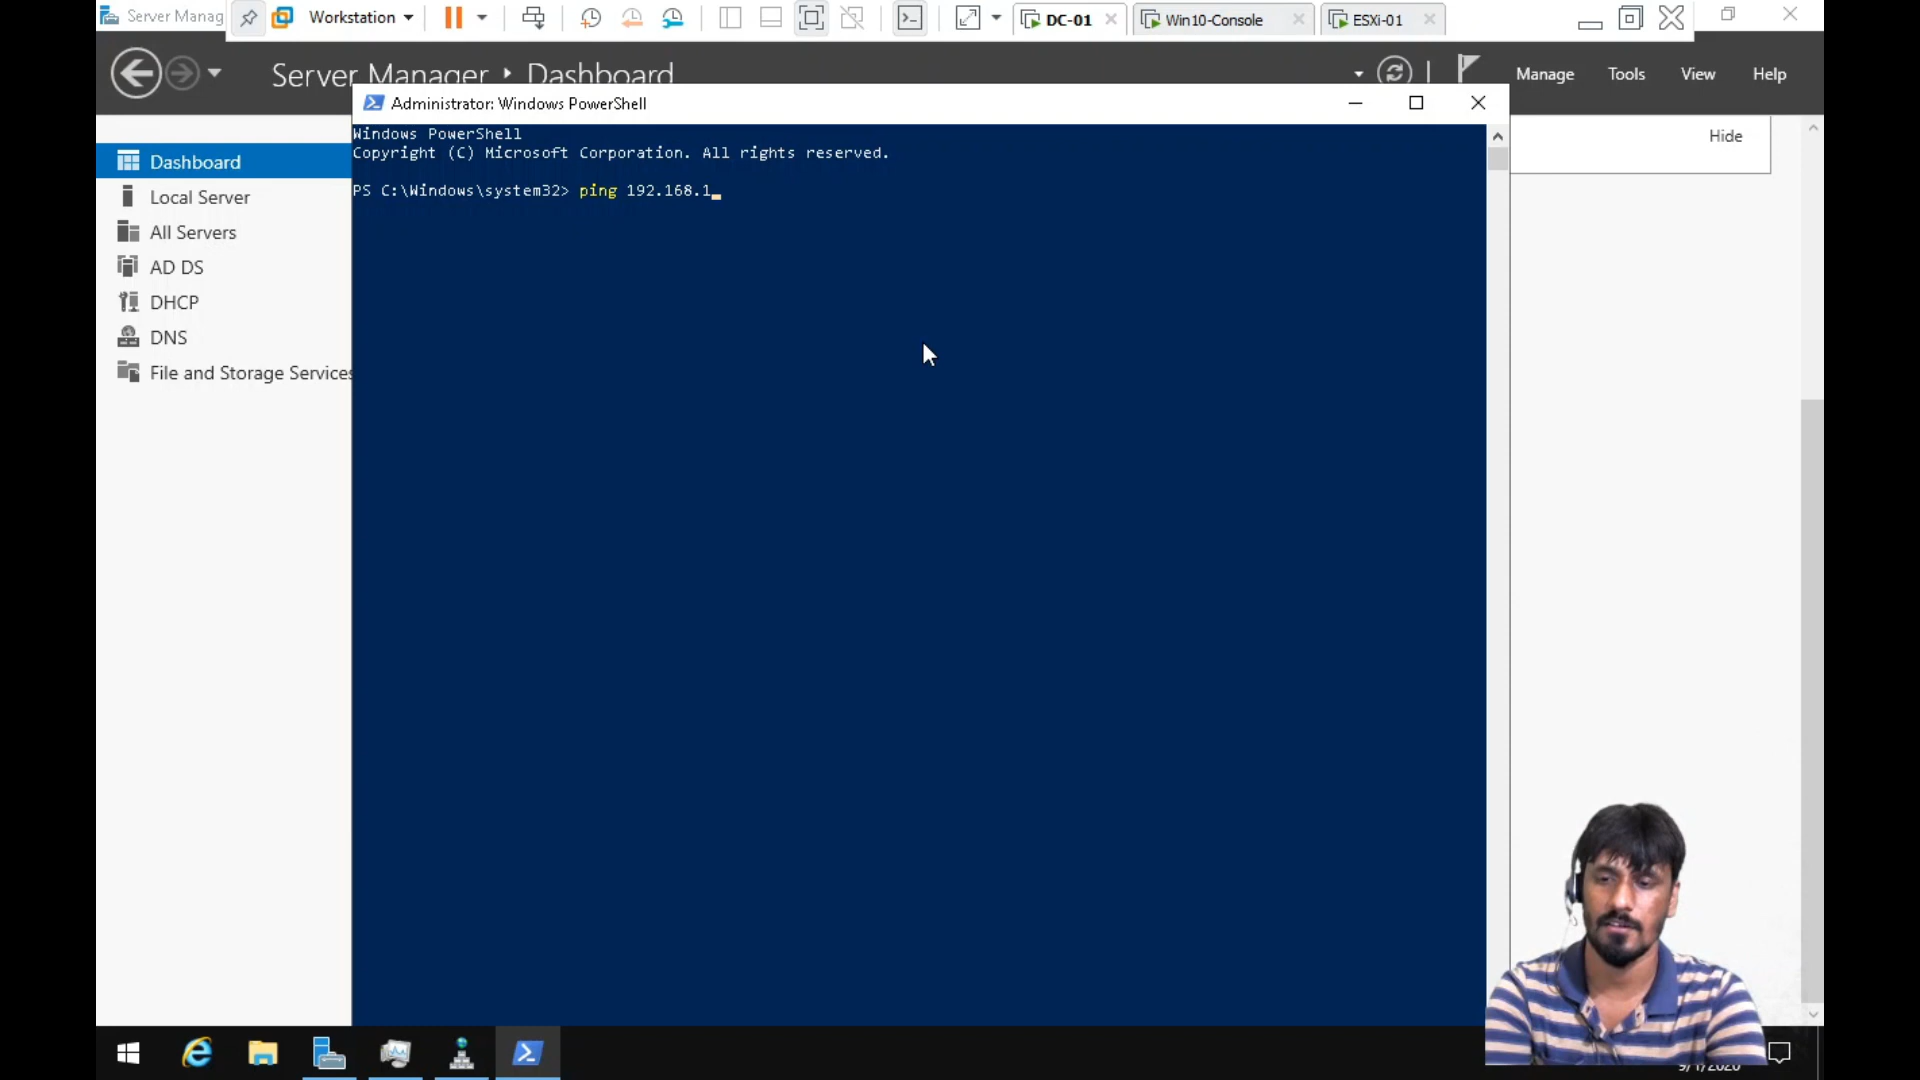 Server Manag
Workstation
DC-01
Win10-Console
ESXi-01
Server Manager
Dashboard
Manage
Tools
View
Help
Administrator: Windows PowerShell
Windows PowerShell
Copyright (C) Microsoft Corporation. All rights reserved.
PS C:\Windows\system32> ping 192.168.1_
Hide
Dashboard
Local Server
All Servers
AD DS
DHCP
DNS
File and Storage Services